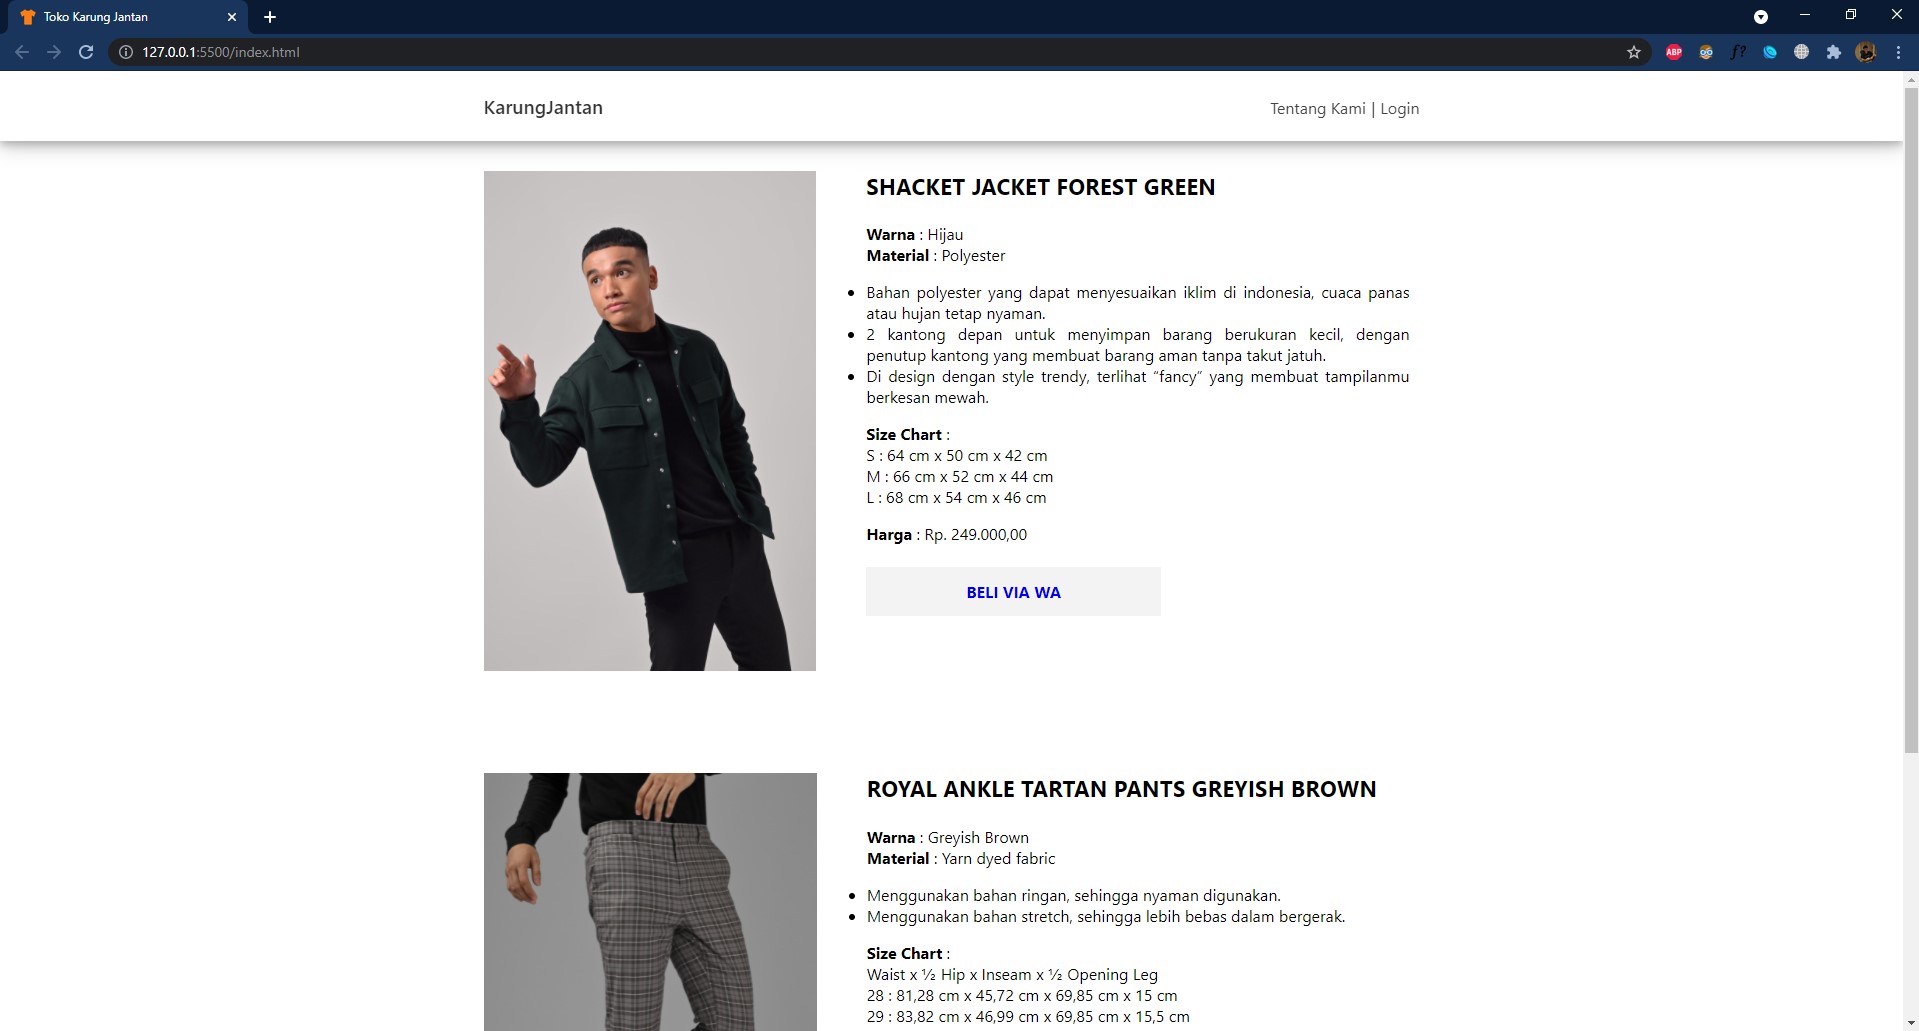 Toko Karung Jantan
127.0.0.1:5500/index.html
ABP
f?
KarungJantan
Tentang Kami | Login
SHACKET JACKET FOREST GREEN
Warna : Hijau
Material : Polyester
Bahan polyester yang dapat menyesuaikan iklim di indonesia, cuaca panas
atau hujan tetap nyaman.
2 kantong depan untuk menyimpan barang berukuran kecil, dengan
penutup kantong yang membuat barang aman tanpa takut jatuh.
Di design dengan style trendy, terlihat “fancy” yang membuat tampilanmu
berkesan mewah.
Size Chart :
S : 64 cm x 50 cm x 42 cm
M : 66 cm x 52 cm x 44 cm
L : 68 cm x 54 cm x 46 cm
Harga : Rp. 249.000,00
BELI VIA WA
ROYAL ANKLE TARTAN PANTS GREYISH BROWN
Warna : Greyish Brown
Material : Yarn dyed fabric
Menggunakan bahan ringan, sehingga nyaman digunakan.
Menggunakan bahan stretch, sehingga lebih bebas dalam bergerak.
Size Chart :
Waist x ½ Hip x Inseam x ½ Opening Leg
28 : 81,28 cm x 45,72 cm x 69,85 cm x 15 cm
29 : 83,82 cm x 46,99 cm x 69,85 cm x 15,5 cm